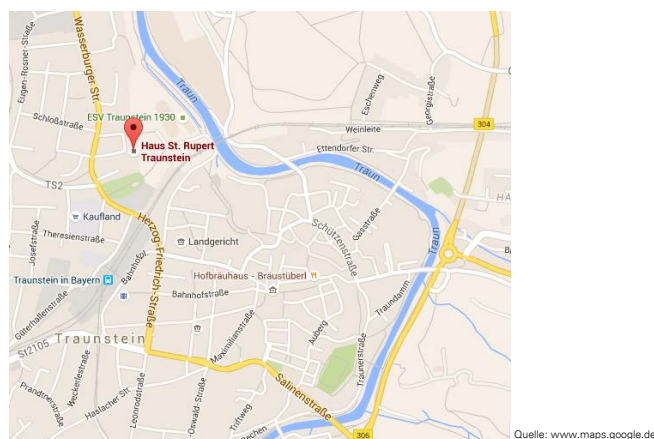 Wasserburger Str.
Eugen-Rosner-Straße
Traun
Eschenweg
Georgistraße
ESV Traunstein 1930
Schloßstraße
304
Weinleite
Haus St. Rupert
Traunstein
Ettendorfer Str.
Traun
TS2
HA
Kaufland
Herzog-Friedrich-Straße
Schützenstraße
Gasstraße
Theresienstraße
Landgericht
Traun
Josefstraße
Bahnhofpl.
Hofbräuhaus - Bräustüberl
Traunstein in Bayern
Bahnhofstraße
Traundamm
Güterhallenstraße
St2105
Traunstein
Maximilianstraße
Auberg
Traunerstraße
Weckerlestraße
Prandtnerstraße
Haslacher Str.
Leonrodstraße
Oswald-Straße
Triftweg
Salinenstraße
306
Quelle: www.maps.google.de